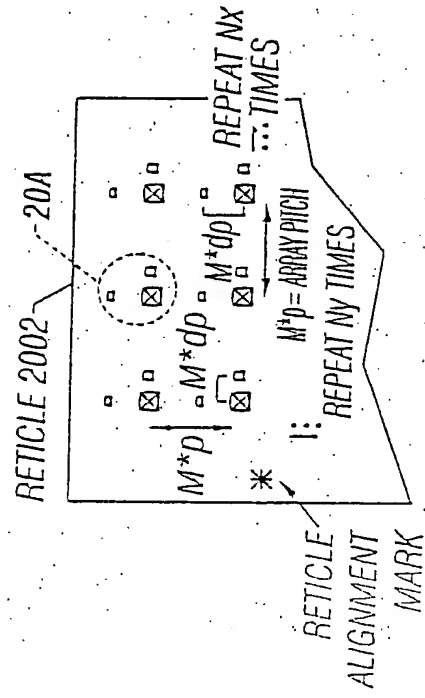 RETICLE 2002
20A
M*p
M*dp
M*dp
REPEAT Nx
TIMES
M*p = ARRAY PITCH
REPEAT Ny TIMES
RETICLE
ALIGNMENT
MARK